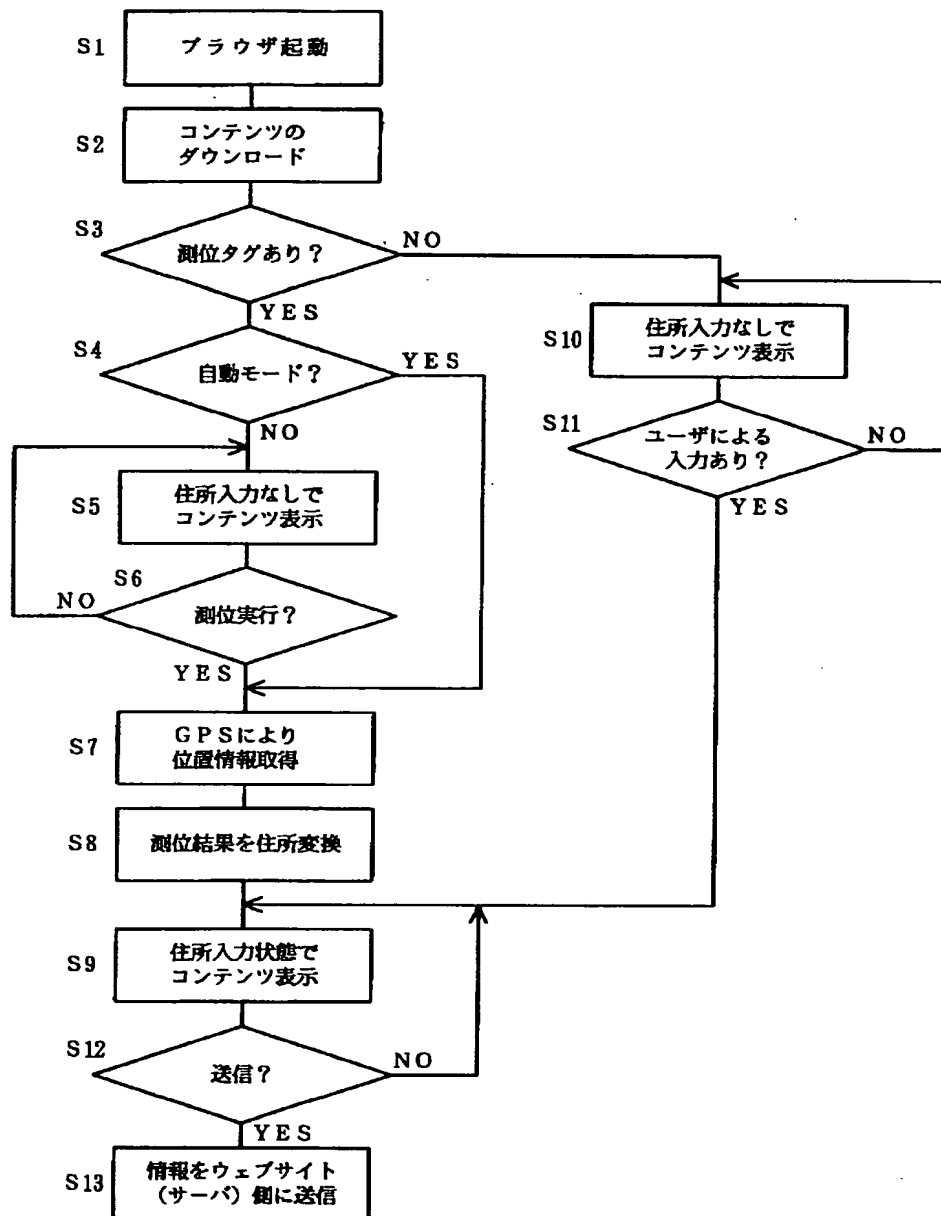 S1
ブラウザ起動
S2
コンテンツの
ダウンロード
S3
測位タグあり？
NO
YES
S4
自動モード？
YES
NO
S5
住所入力なしで
コンテンツ表示
S6
測位実行？
NO
YES
S7
GPSにより
位置情報取得
S8
測位結果を住所変換
S10
住所入力なしで
コンテンツ表示
S11
ユーザによる
入力あり？
NO
YES
S9
住所入力状態で
コンテンツ表示
S12
送信？
NO
YES
S13
情報をウェブサイト
（サーバ）側に送信